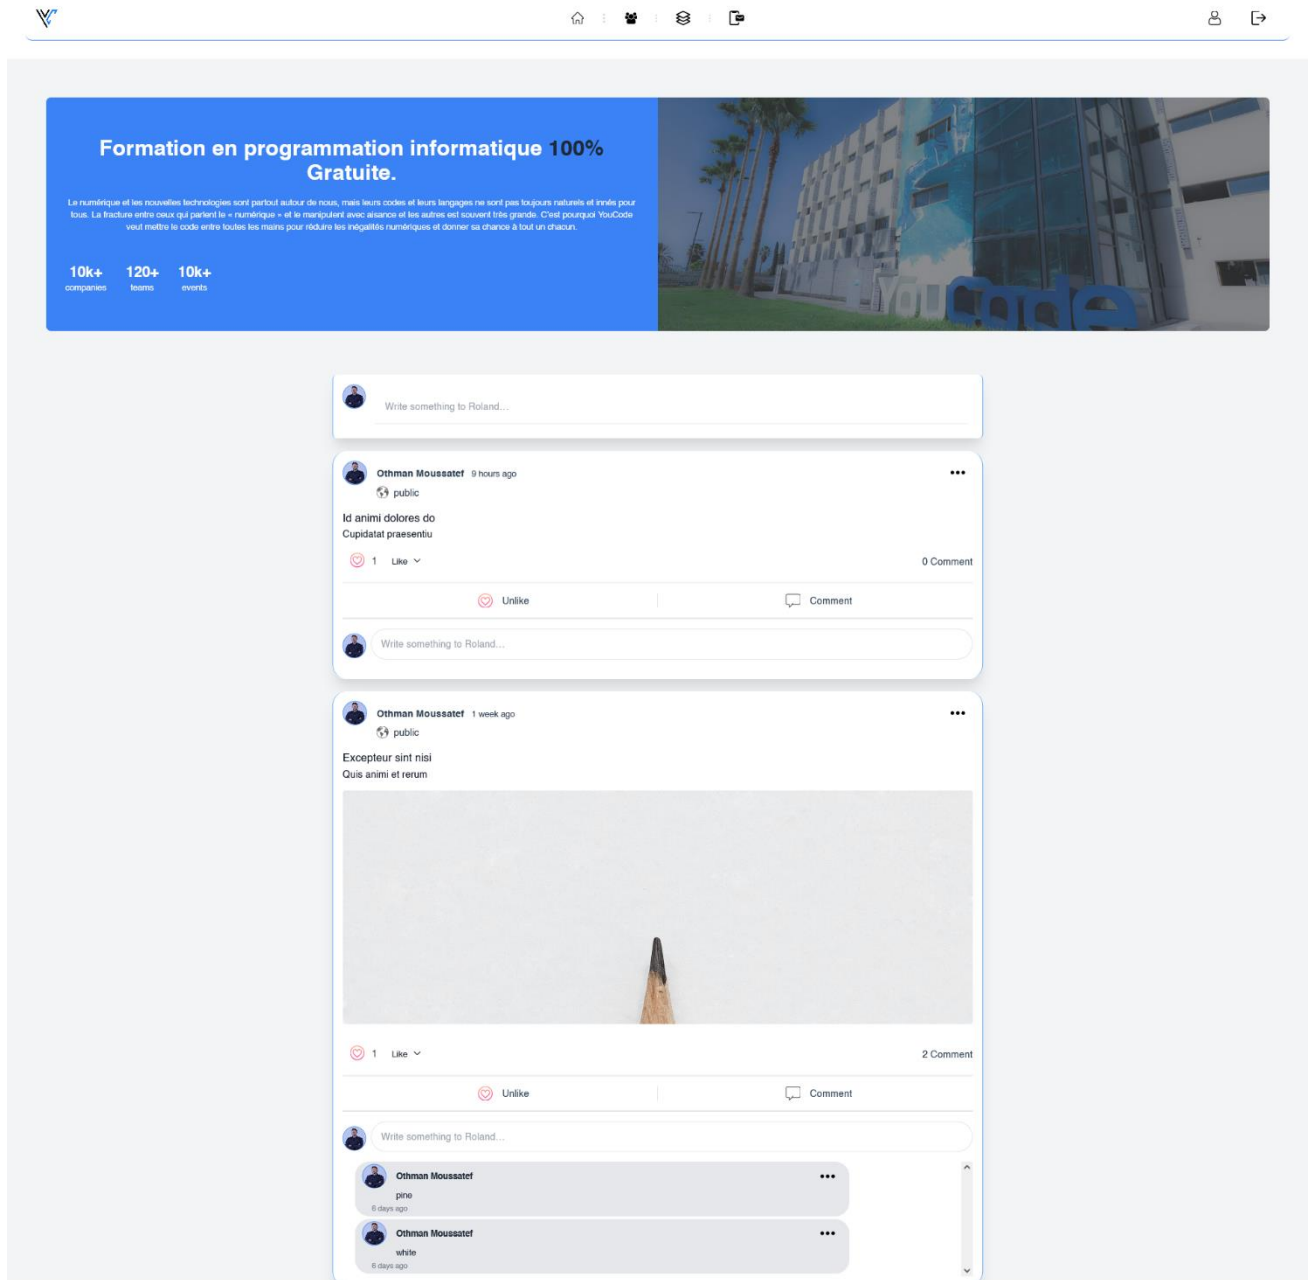 Formation en programmation informatique 100%
Gratuite.
Le numérique et les nouvelles technologies sont partout autour de nous, mais leurs codes et leurs langages ne sont pas toujours naturels et innés pour
tous. La fracture entre ceux qui parlent le « numérique » et le manipulent avec aisance et les autres est souvent très grande. C'est pourquoi YouCode
veut mettre le code entre toutes les mains pour réduire les inégalités numériques et donner sa chance à tout un chacun.
10k+ 120+ 10k+
companies teams events
YouCode
Write something to Roland...
Othman Moussatef 9 hours ago
public
Id animi dolores do
Cupidatat praesentiu
1 Like 0 Comment
Unlike Comment
Write something to Roland...
Othman Moussatef 1 week ago
public
Excepteur sint nisi
Quis animi et rerum
1 Like 2 Comment
Unlike Comment
Write something to Roland...
Othman Moussatef
pine
6 days ago
Othman Moussatef
white
6 days ago